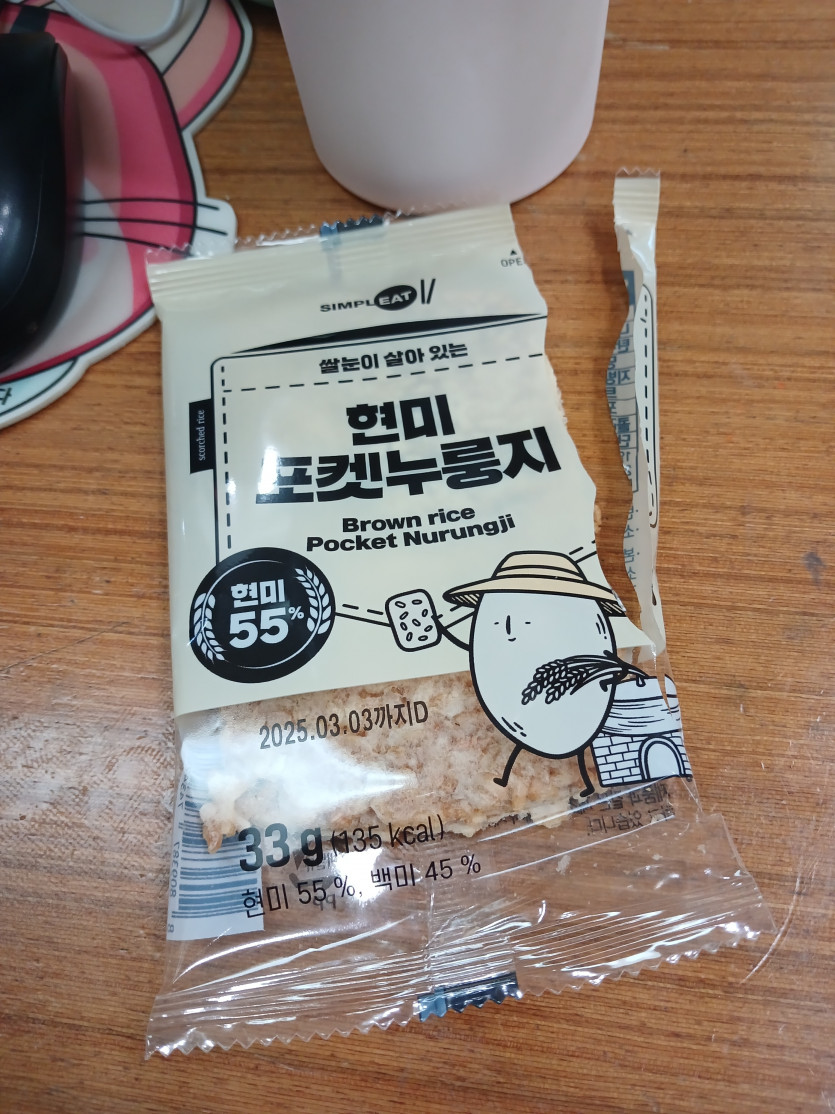 OPE
SIMPLEAT
쌀눈이 살아 있는
현미
포켓누룽지
scorched rice
Brown rice
Pocket Nurungji
현미
55%
2025.03.03까지D
33 g (135 kcal)
현미 55 %, 백미 45 %